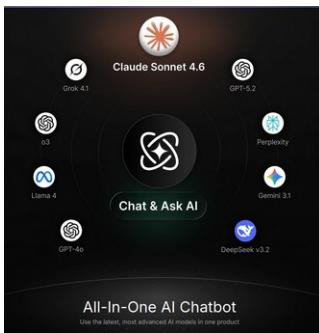 Claude Sonnet 4.6
Grok 4.1
GPT-5.2
o3
Perplexity
Llama 4
Gemini 3.1
Chat & Ask AI
GPT-4o
DeepSeek v3.2
All-In-One AI Chatbot
Use the latest, most advanced AI models in one product